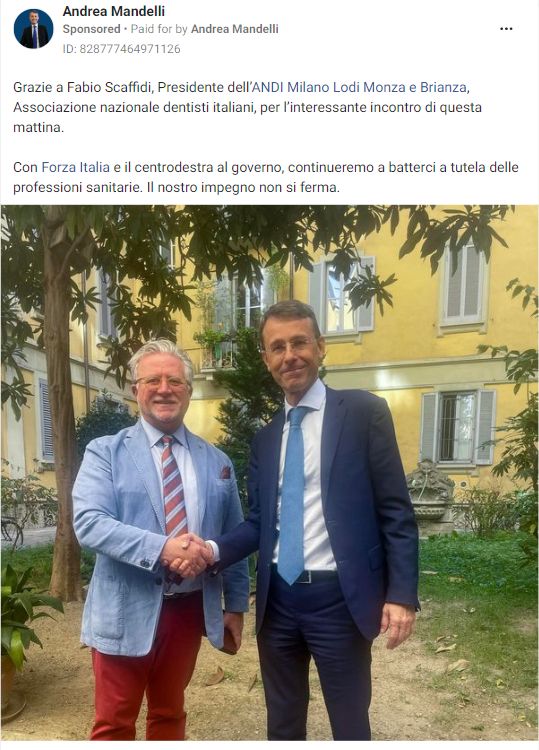 Andrea Mandelli
Sponsored • Paid for by Andrea Mandelli
ID: 828777464971126
Grazie a Fabio Scaffidi, Presidente dell'ANDI Milano Lodi Monza e Brianza,
Associazione nazionale dentisti italiani, per l'interessante incontro di questa
mattina.
Con Forza Italia e il centrodestra al governo, continueremo a batterci a tutela delle
professioni sanitarie. Il nostro impegno non si ferma.